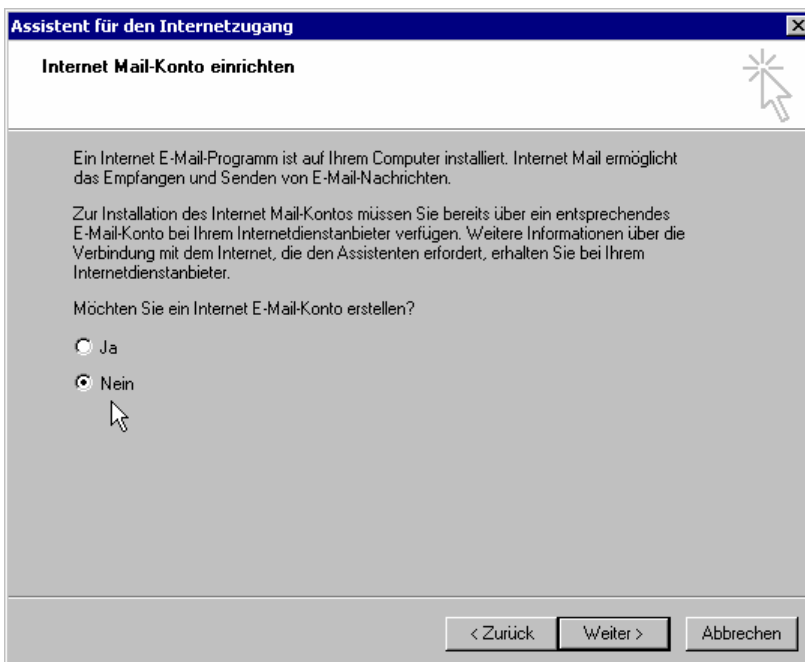 Assistent für den Internetzugang
Internet Mail-Konto einrichten
Ein Internet E-Mail-Programm ist auf Ihrem Computer installiert. Internet Mail ermöglicht
das Empfangen und Senden von E-Mail-Nachrichten.
Zur Installation des Internet Mail-Kontos müssen Sie bereits über ein entsprechendes
E-Mail-Konto bei Ihrem Internetdienstanbieter verfügen. Weitere Informationen über die
Verbindung mit dem Internet, die den Assistenten erfordert, erhalten Sie bei Ihrem
Internetdienstanbieter.
Möchten Sie ein Internet E-Mail-Konto erstellen?
Ja
Nein
< Zurück Weiter > Abbrechen